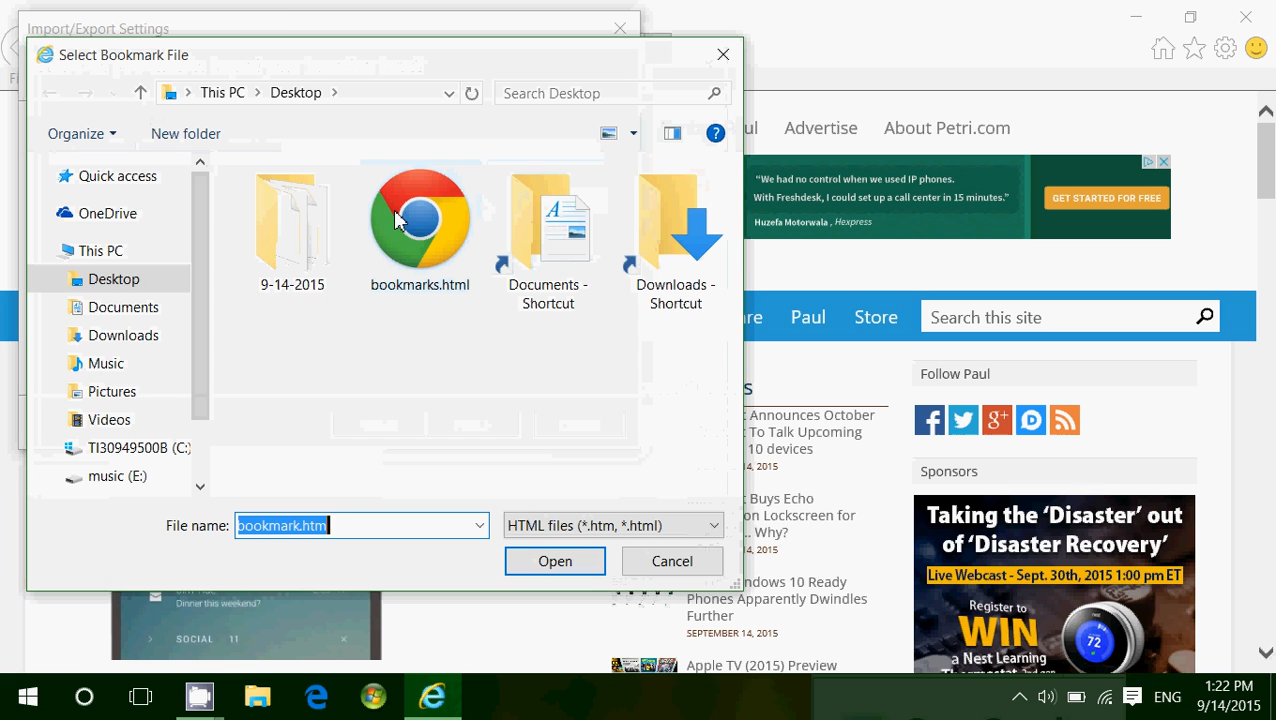 Import/Export Settings
Select Bookmark File
This PC
Desktop
Search Desktop
Organize
New folder
Quick access
OneDrive
This PC
Desktop
Documents
Downloads
Music
Pictures
Videos
TI30949500B (C:)
music (E:)
9-14-2015
bookmarks.html
Documents -
Shortcut
Downloads -
Shortcut
File name:
bookmark.htm
HTML files (*.htm, *.html)
Open
Cancel
Advertise
About Petri.com
“We had no control when we used IP phones.
With Freshdesk, I could set up a call center in 15 minutes.”
Huzefa Motorwala, Hexpress
GET STARTED FOR FREE
Paul
Store
Search this site
Announces October
To Talk Upcoming
10 devices
Buys Echo
Lockscreen for
... Why?
Windows 10 Ready
Phones Apparently Dwindles
Further
SEPTEMBER 14, 2015
Apple TV (2015) Preview
Follow Paul
Sponsors
Taking the ‘Disaster’ out
of ‘Disaster Recovery’
Live Webcast - Sept. 30th, 2015 1:00 pm ET
Register to
WIN
a Nest Learning
72
Dinner this weekend?
SOCIAL 11
ENG
1:22 PM
9/14/2015